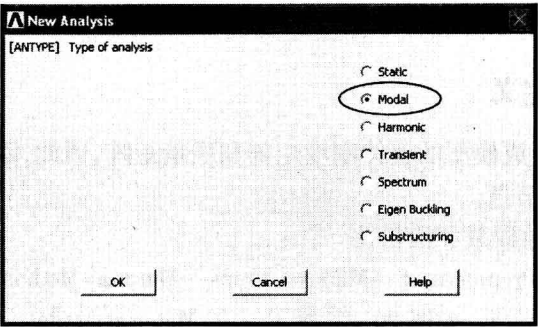 New Analysis
[ANTYPE] Type of analysis
Static
Modal
Harmonic
Transient
Spectrum
Eigen Buckling
Substructuring
OK Cancel Help